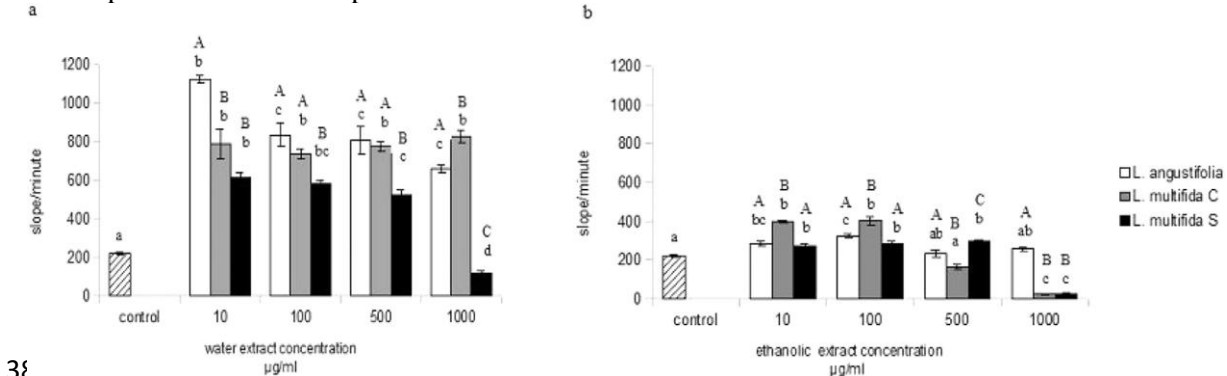 a
b
1200
1000
800
600
400
200
0
slope/minute
a
A
b
B
b
B
b
A
c
A
b
B
bc
A
c
A
b
B
c
A
c
B
b
C
d
control
10
100
500
1000
water extract concentration
µg/ml
1200
1000
800
600
400
200
0
slope/minute
a
A
bc
B
b
A
b
A
c
B
b
A
b
A
ab
B
a
C
b
A
ab
B
c
B
c
control
10
100
500
1000
ethanolic extract concentration
µg/ml
L. angustifolia
L. multifida C
L. multifida S